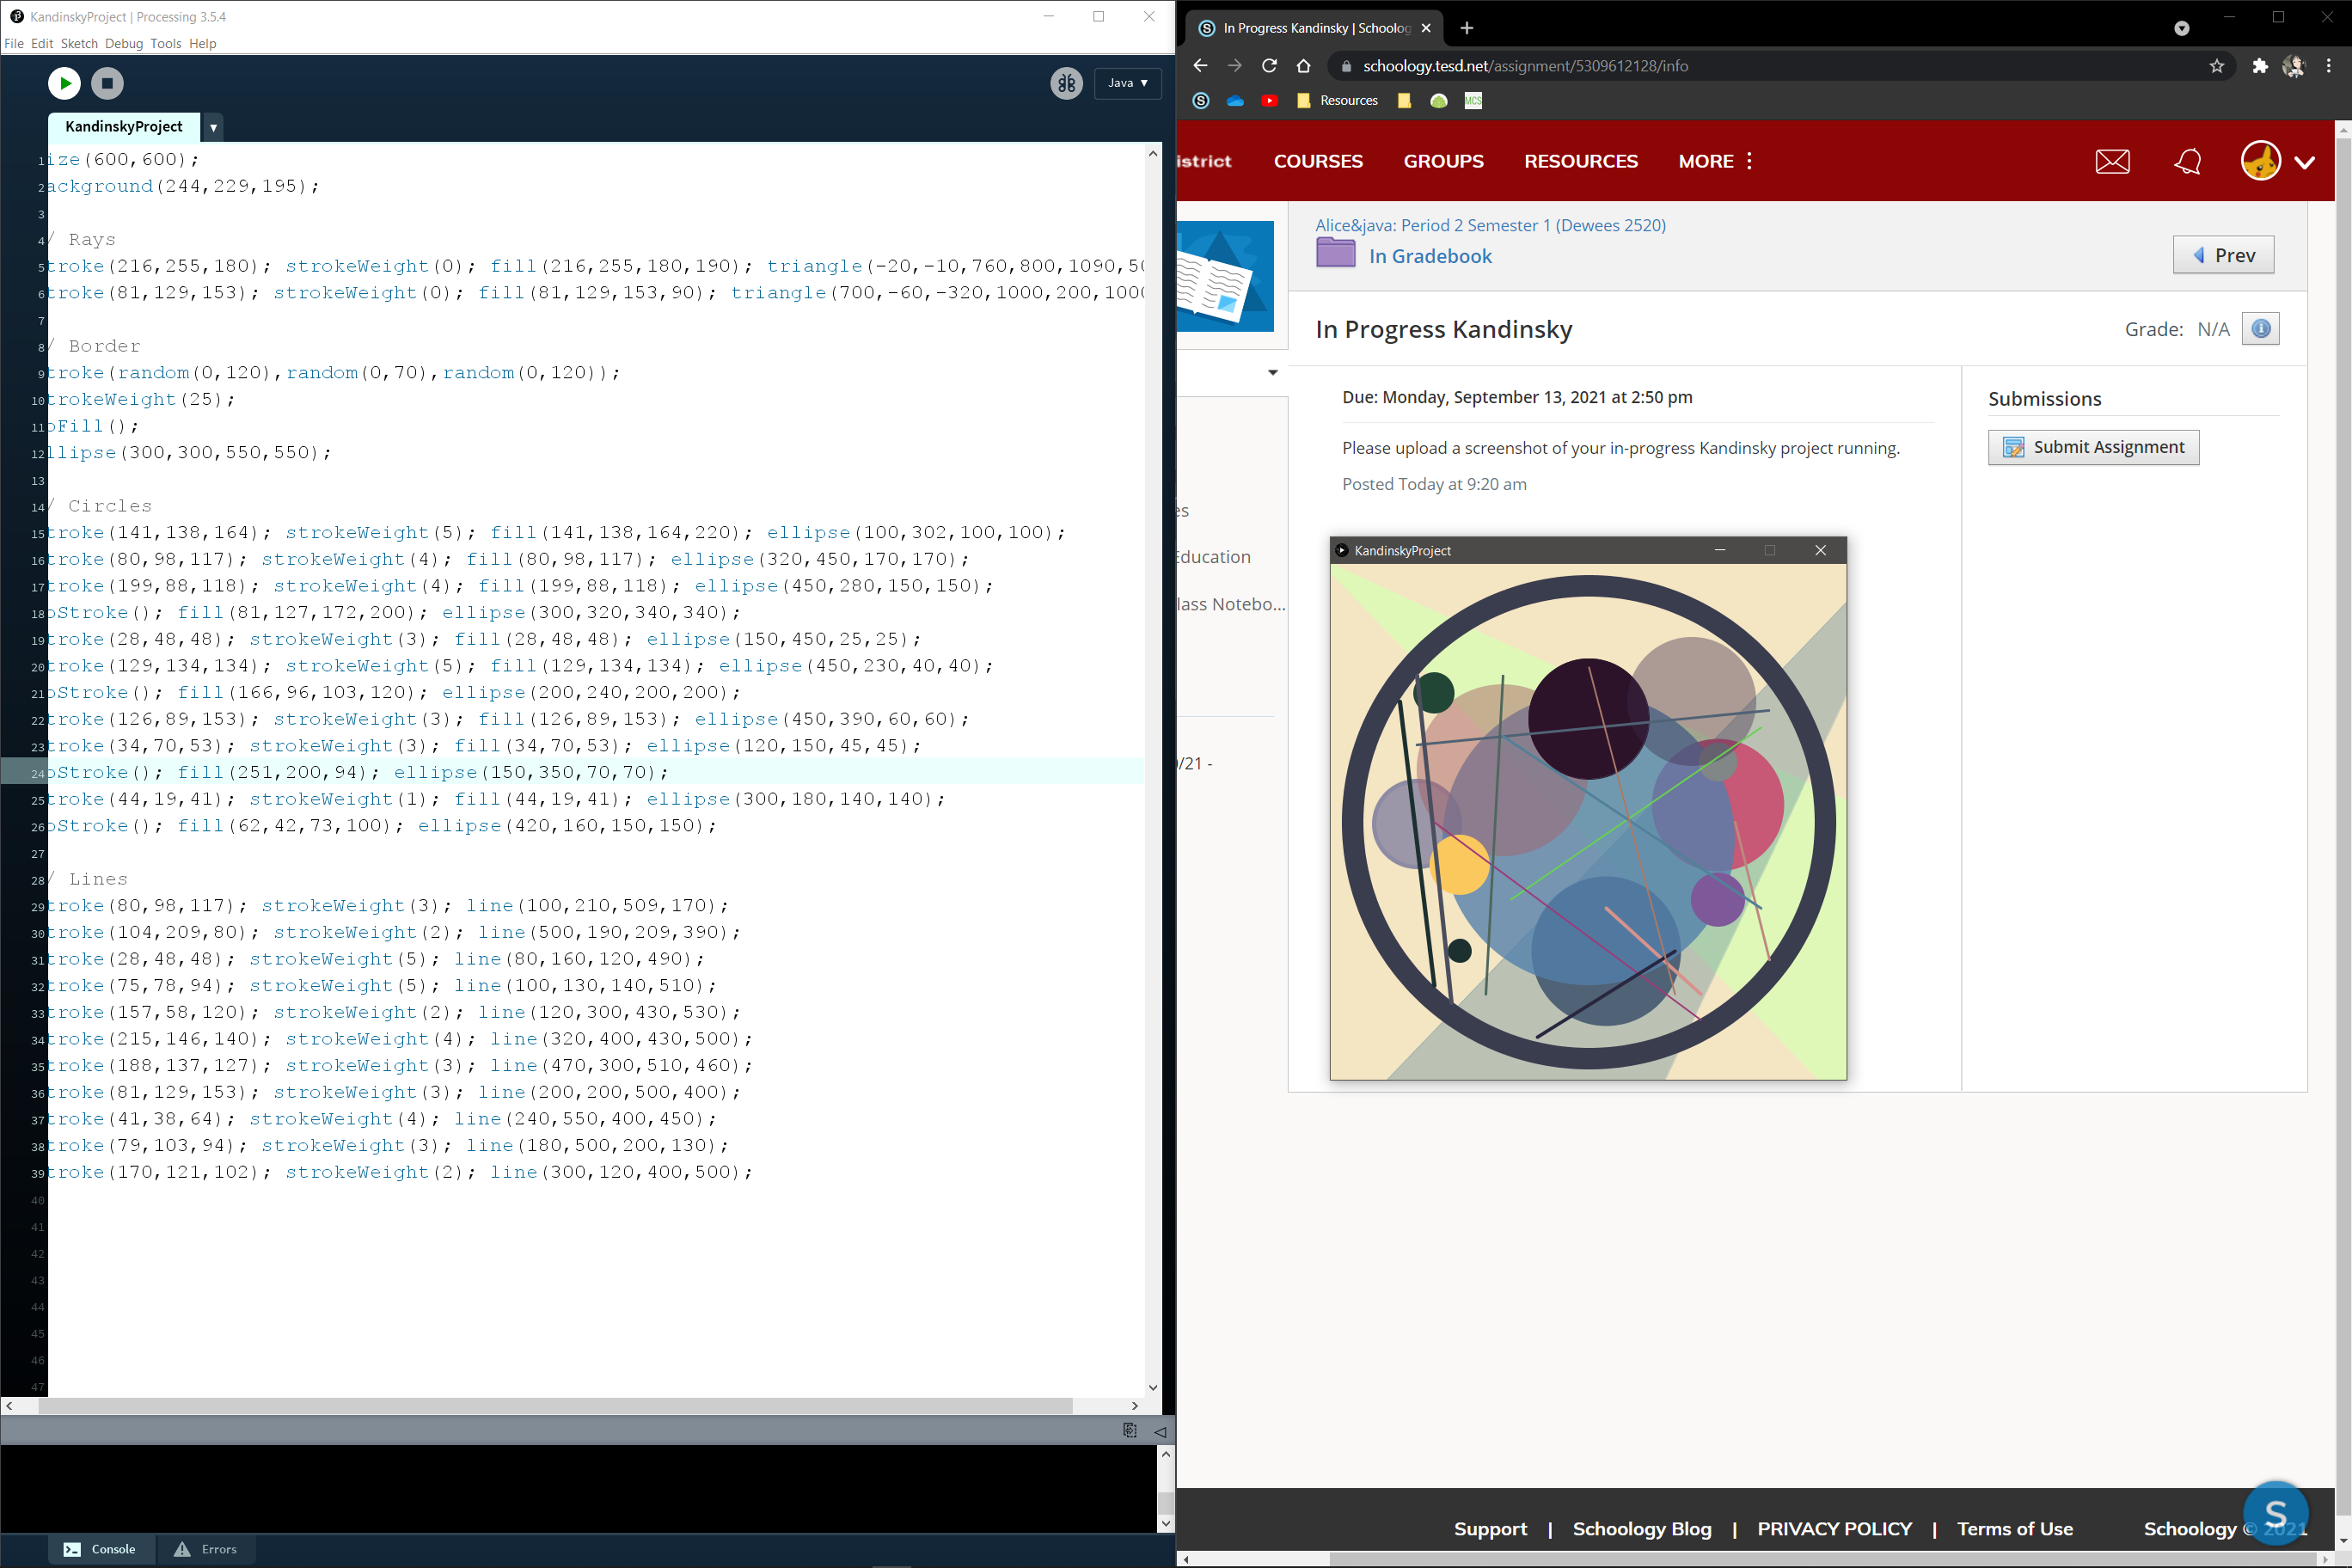 KandinskyProject | Processing 3.5.4
File Edit Sketch Debug Tools Help
Java ▼
KandinskyProject ▼
1 ize(600,600);
2 ackground(244,229,195);
3
4 / Rays
5 troke(216,255,180); strokeWeight(0); fill(216,255,180,190); triangle(-20,-10,760,800,1090,50
6 troke(81,129,153); strokeWeight(0); fill(81,129,153,90); triangle(700,-60,-320,1000,200,1000
7
8 / Border
9 troke(random(0,120),random(0,70),random(0,120));
10 trokeWeight(25);
11 oFill();
12 llipse(300,300,550,550);
13
14 / Circles
15 troke(141,138,164); strokeWeight(5); fill(141,138,164,220); ellipse(100,302,100,100);
16 troke(80,98,117); strokeWeight(4); fill(80,98,117); ellipse(320,450,170,170);
17 troke(199,88,118); strokeWeight(4); fill(199,88,118); ellipse(450,280,150,150);
18 oStroke(); fill(81,127,172,200); ellipse(300,320,340,340);
19 troke(28,48,48); strokeWeight(3); fill(28,48,48); ellipse(150,450,25,25);
20 troke(129,134,134); strokeWeight(5); fill(129,134,134); ellipse(450,230,40,40);
21 oStroke(); fill(166,96,103,120); ellipse(200,240,200,200);
22 troke(126,89,153); strokeWeight(3); fill(126,89,153); ellipse(450,390,60,60);
23 troke(34,70,53); strokeWeight(3); fill(34,70,53); ellipse(120,150,45,45);
24 oStroke(); fill(251,200,94); ellipse(150,350,70,70);
25 troke(44,19,41); strokeWeight(1); fill(44,19,41); ellipse(300,180,140,140);
26 oStroke(); fill(62,42,73,100); ellipse(420,160,150,150);
27
28 / Lines
29 troke(80,98,117); strokeWeight(3); line(100,210,509,170);
30 troke(104,209,80); strokeWeight(2); line(500,190,209,390);
31 troke(28,48,48); strokeWeight(5); line(80,160,120,490);
32 troke(75,78,94); strokeWeight(5); line(100,130,140,510);
33 troke(157,58,120); strokeWeight(2); line(120,300,430,530);
34 troke(215,146,140); strokeWeight(4); line(320,400,430,500);
35 troke(188,137,127); strokeWeight(3); line(470,300,510,460);
36 troke(81,129,153); strokeWeight(3); line(200,200,500,400);
37 troke(41,38,64); strokeWeight(4); line(240,550,400,450);
38 troke(79,103,94); strokeWeight(3); line(180,500,200,130);
39 troke(170,121,102); strokeWeight(2); line(300,120,400,500);
40
41
42
43
44
45
46
47
Console Errors
In Progress Kandinsky | Schoolog
schoology.tesd.net/assignment/5309612128/info
Resources MCS
istrict COURSES GROUPS RESOURCES MORE
Alice&java: Period 2 Semester 1 (Dewees 2520)
In Gradebook
Prev
In Progress Kandinsky
Grade: N/A
Due: Monday, September 13, 2021 at 2:50 pm
Please upload a screenshot of your in-progress Kandinsky project running.
Posted Today at 9:20 am
Submissions
Submit Assignment
es
Education
lass Notebo...
/21 -
KandinskyProject
Support | Schoology Blog | PRIVACY POLICY | Terms of Use
Schoology © 2021
S